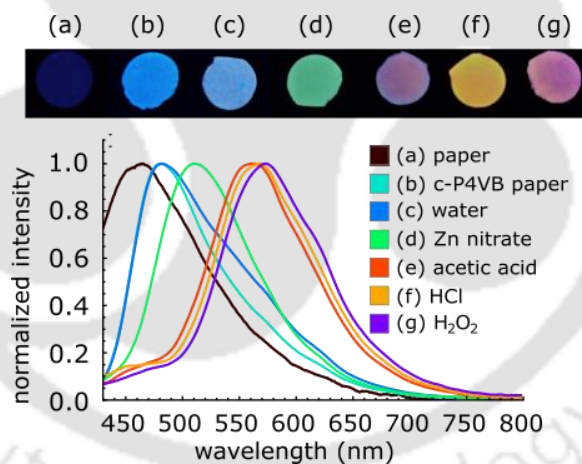 (a) (b) (c) (d) (e) (f) (g)
normalized intensity
1.0
0.8
0.6
0.4
0.2
0.0
(a) paper
(b) c-P4VB paper
(c) water
(d) Zn nitrate
(e) acetic acid
(f) HCl
(g) H₂O₂
450 500 550 600 650 700 750 800
wavelength (nm)